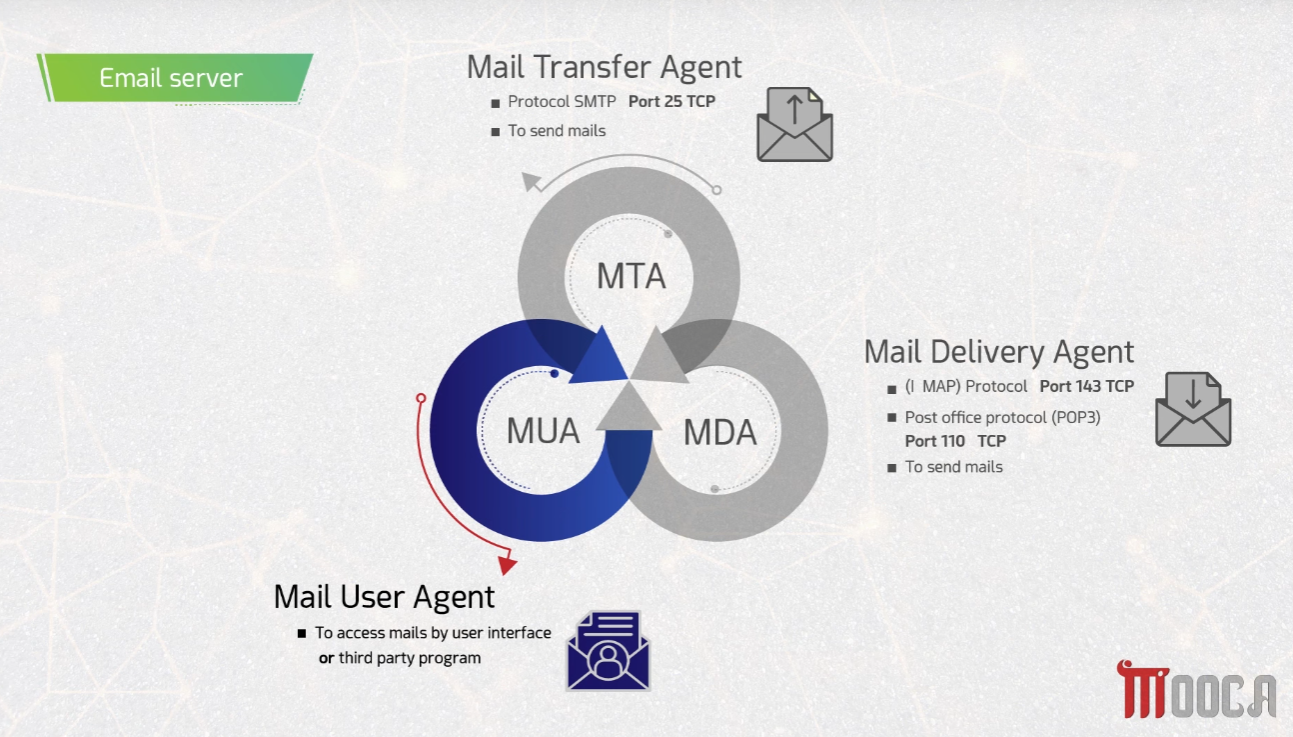 Email server
Mail Transfer Agent
■ Protocol SMTP Port 25 TCP
■ To send mails
MTA
MUA
MDA
Mail Delivery Agent
■ (I MAP) Protocol Port 143 TCP
■ Post office protocol (POP3)
Port 110 TCP
■ To send mails
Mail User Agent
■ To access mails by user interface
or third party program
MOOCA